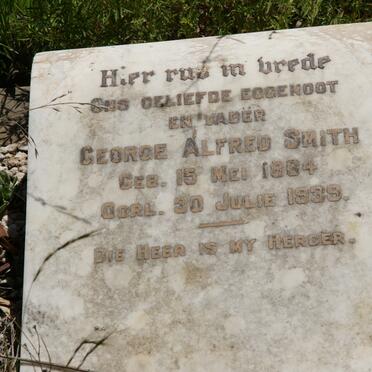 Hier rus in vrede
ONS GELIEFDE EGGENOOT
EN VADER
GEORGE ALFRED SMITH
GEB. 15 MEI 1884
OORL. 30 JULIE 1939.
DIE HEER IS MY HERDER.